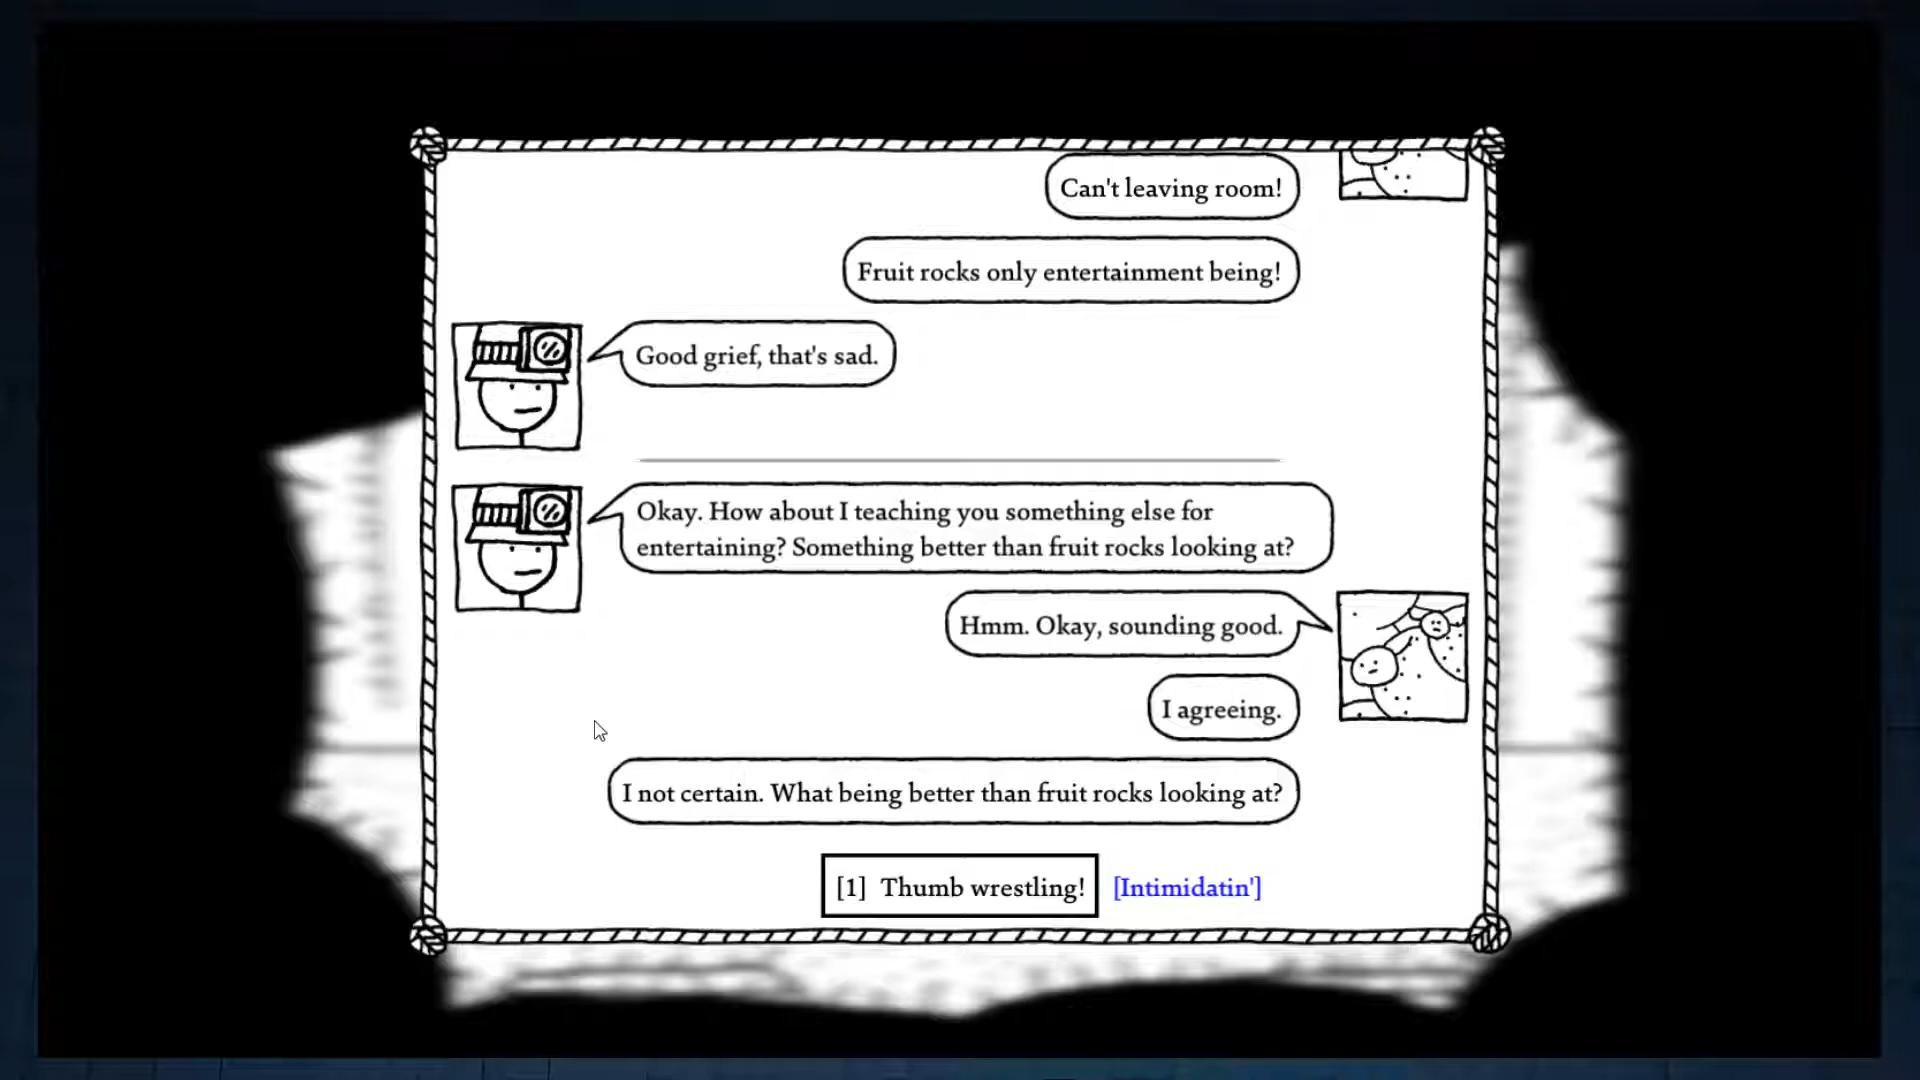 Can't leaving room!
Fruit rocks only entertainment being!
Good grief, that's sad.
Okay. How about I teaching you something else for
entertaining? Something better than fruit rocks looking at?
Hmm. Okay, sounding good.
I agreeing.
I not certain. What being better than fruit rocks looking at?
[1] Thumb wrestling! [Intimidatin']